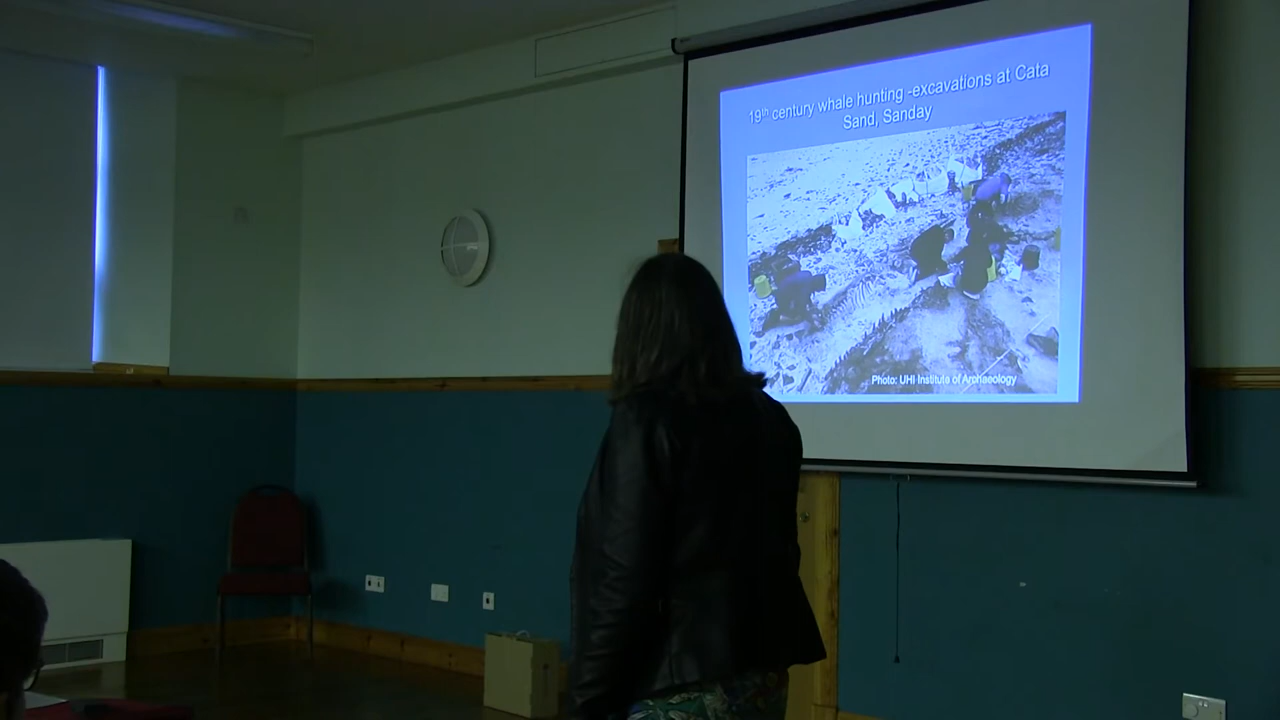 19th century whale hunting -excavations at Cata
Sand, Sanday
Photo: UHI Institute of Archaeology